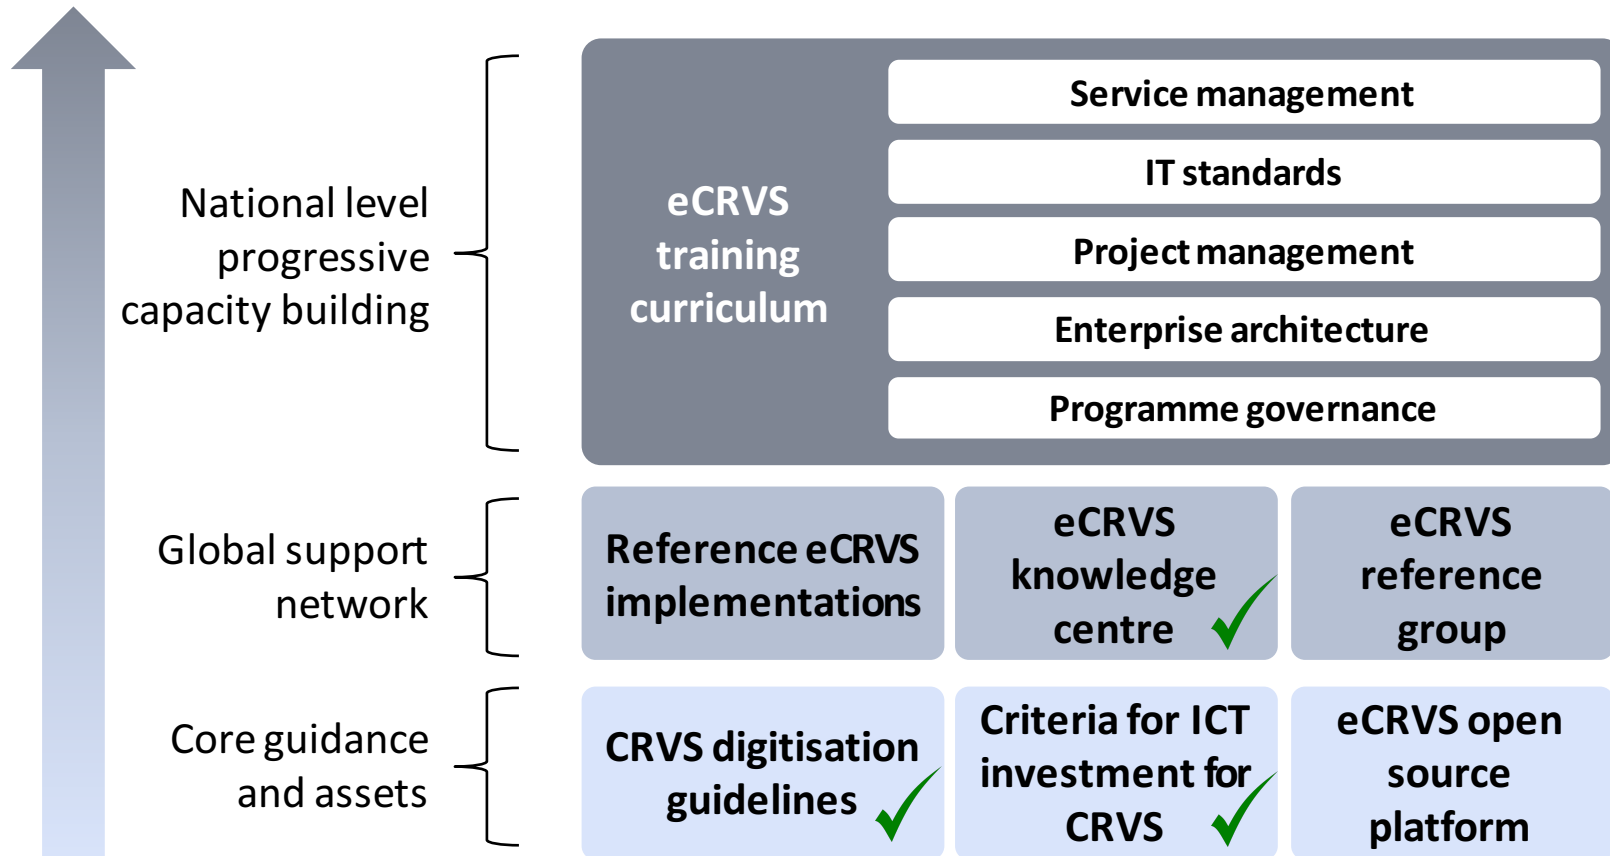 National level
progressive
capacity building
eCRVS
training
curriculum
Service management
IT standards
Project management
Enterprise architecture
Programme governance
Global support
network
Reference eCRVS
implementations
eCRVS
knowledge
centre
eCRVS
reference
group
Core guidance
and assets
CRVS digitisation
guidelines
Criteria for ICT
investment for
CRVS
eCRVS open
source
platform